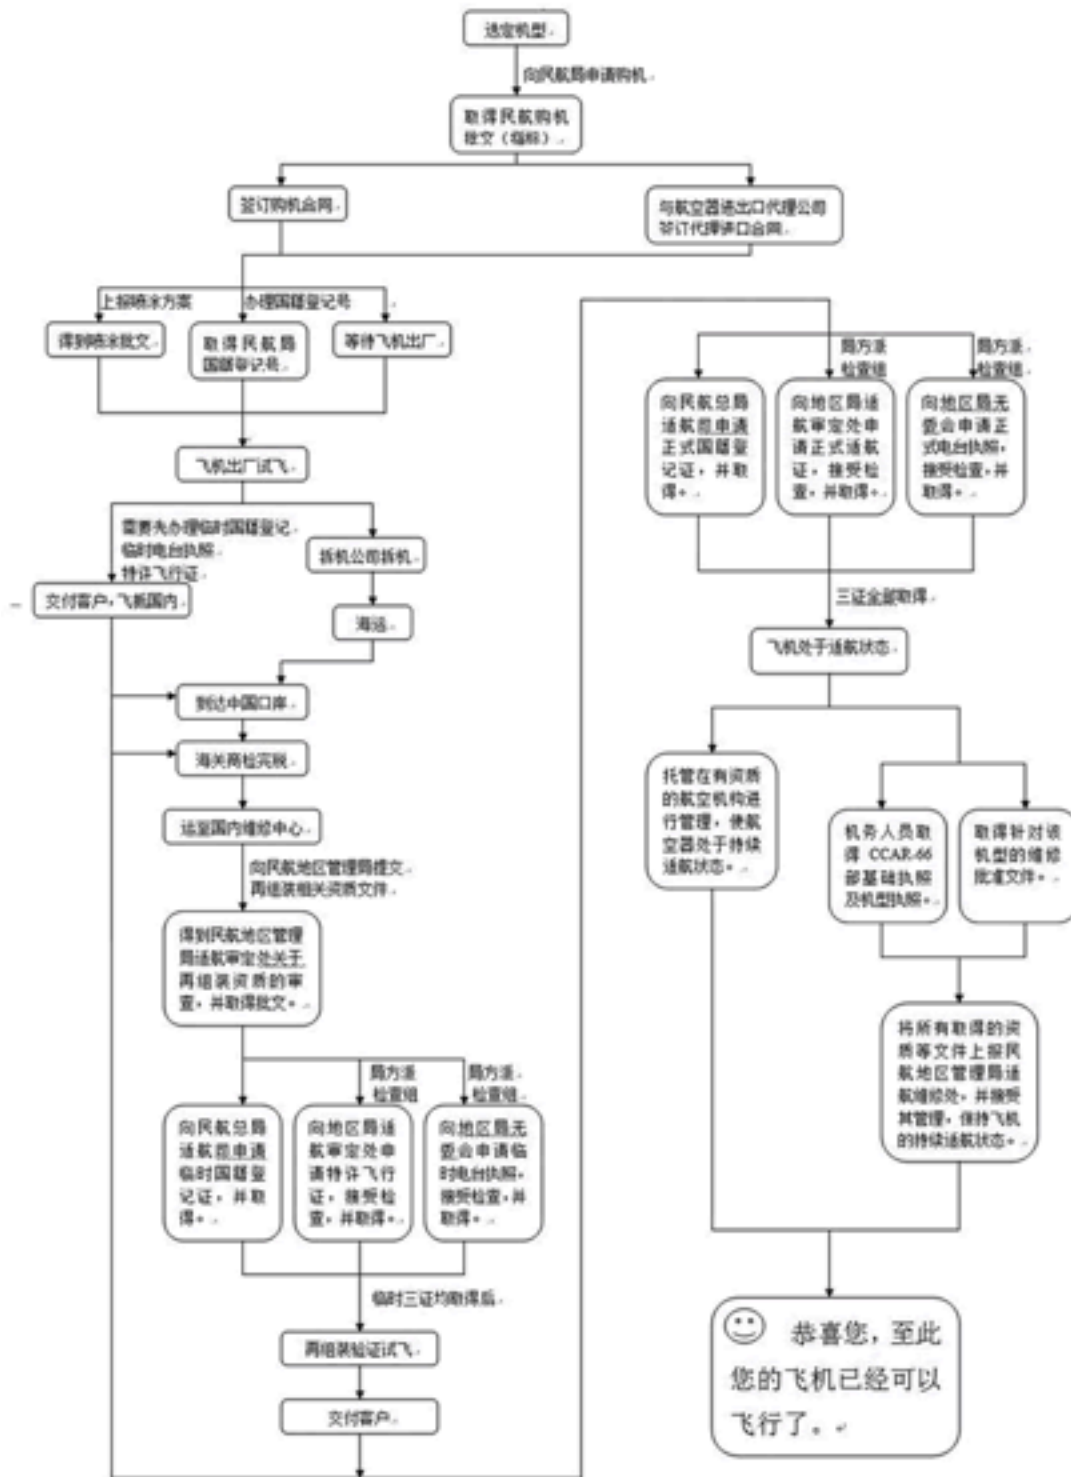 选定机型
向民航局申请购机
取得民航购机
批文（指标）
签订购机合同
与航空器进出口代理公司
签订代理进口合同
上报喷涂方案
办理国籍登记号
得到喷涂批文
取得民航局
国籍登记号
等待飞机出厂
飞机出厂试飞
需要先办理临时国籍登记
临时电台执照
特许飞行证
交付客户，飞抵国内
拆机公司拆机
海运
到达中国口岸
海关商检完税
运至国内维修中心
向民航地区管理局提交
再组装相关资质文件
得到民航地区管理
局适航审定处关于
再组装资质的审
查，并取得批文。
局方派
检查组
局方派
检查组
向民航总局
适航司申请
临时国籍登
记证，并取
得。
向地区局适
航审定处申
请特许飞行
证，接受检
查，并取得。
向地区局无
委会申请临
时电台执照，
接受检查，并
取得。
临时三证均取得后
再组装验证试飞
交付客户
局方派
检查组
局方派
检查组
向民航总局
适航司申请
正式国籍登
记证，并取
得。
向地区局适
航审定处申
请正式适航
证，接受检
查，并取得。
向地区局无
委会申请正
式电台执照，
接受检查，并
取得。
三证全部取得
飞机处于适航状态
托管在有资质
的航空机构进
行管理，使航
空器处于持续
适航状态。
机务人员取
得 CCAR-66
部基础执照
及机型执照。
取得针对该
机型的维修
批准文件。
将所有取得的资
质等文件上报民
航地区管理局适
航维修处，并接受
其管理，保持飞机
的持续适航状态。
恭喜您，至此
您的飞机已经可以
飞行了。